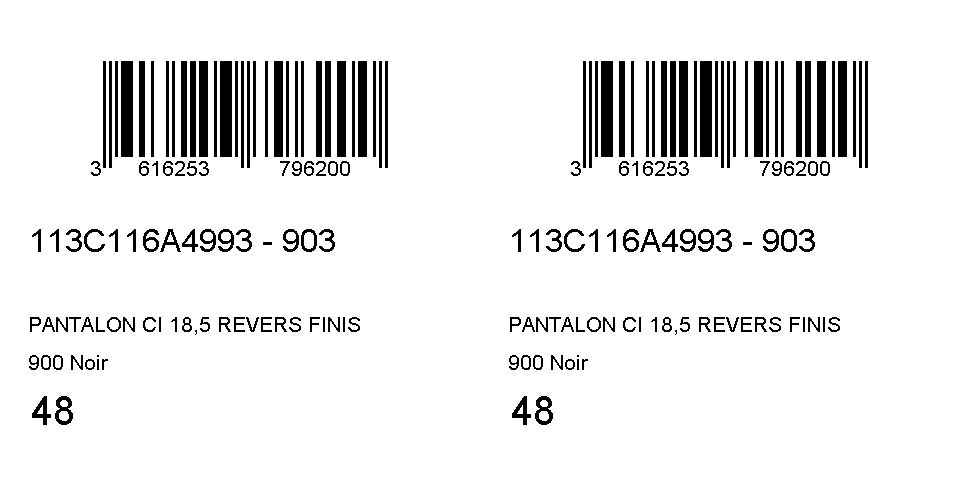 3 616253 796200
113C116A4993 - 903
PANTALON CI 18,5 REVERS FINIS
900 Noir
48
3 616253 796200
113C116A4993 - 903
PANTALON CI 18,5 REVERS FINIS
900 Noir
48